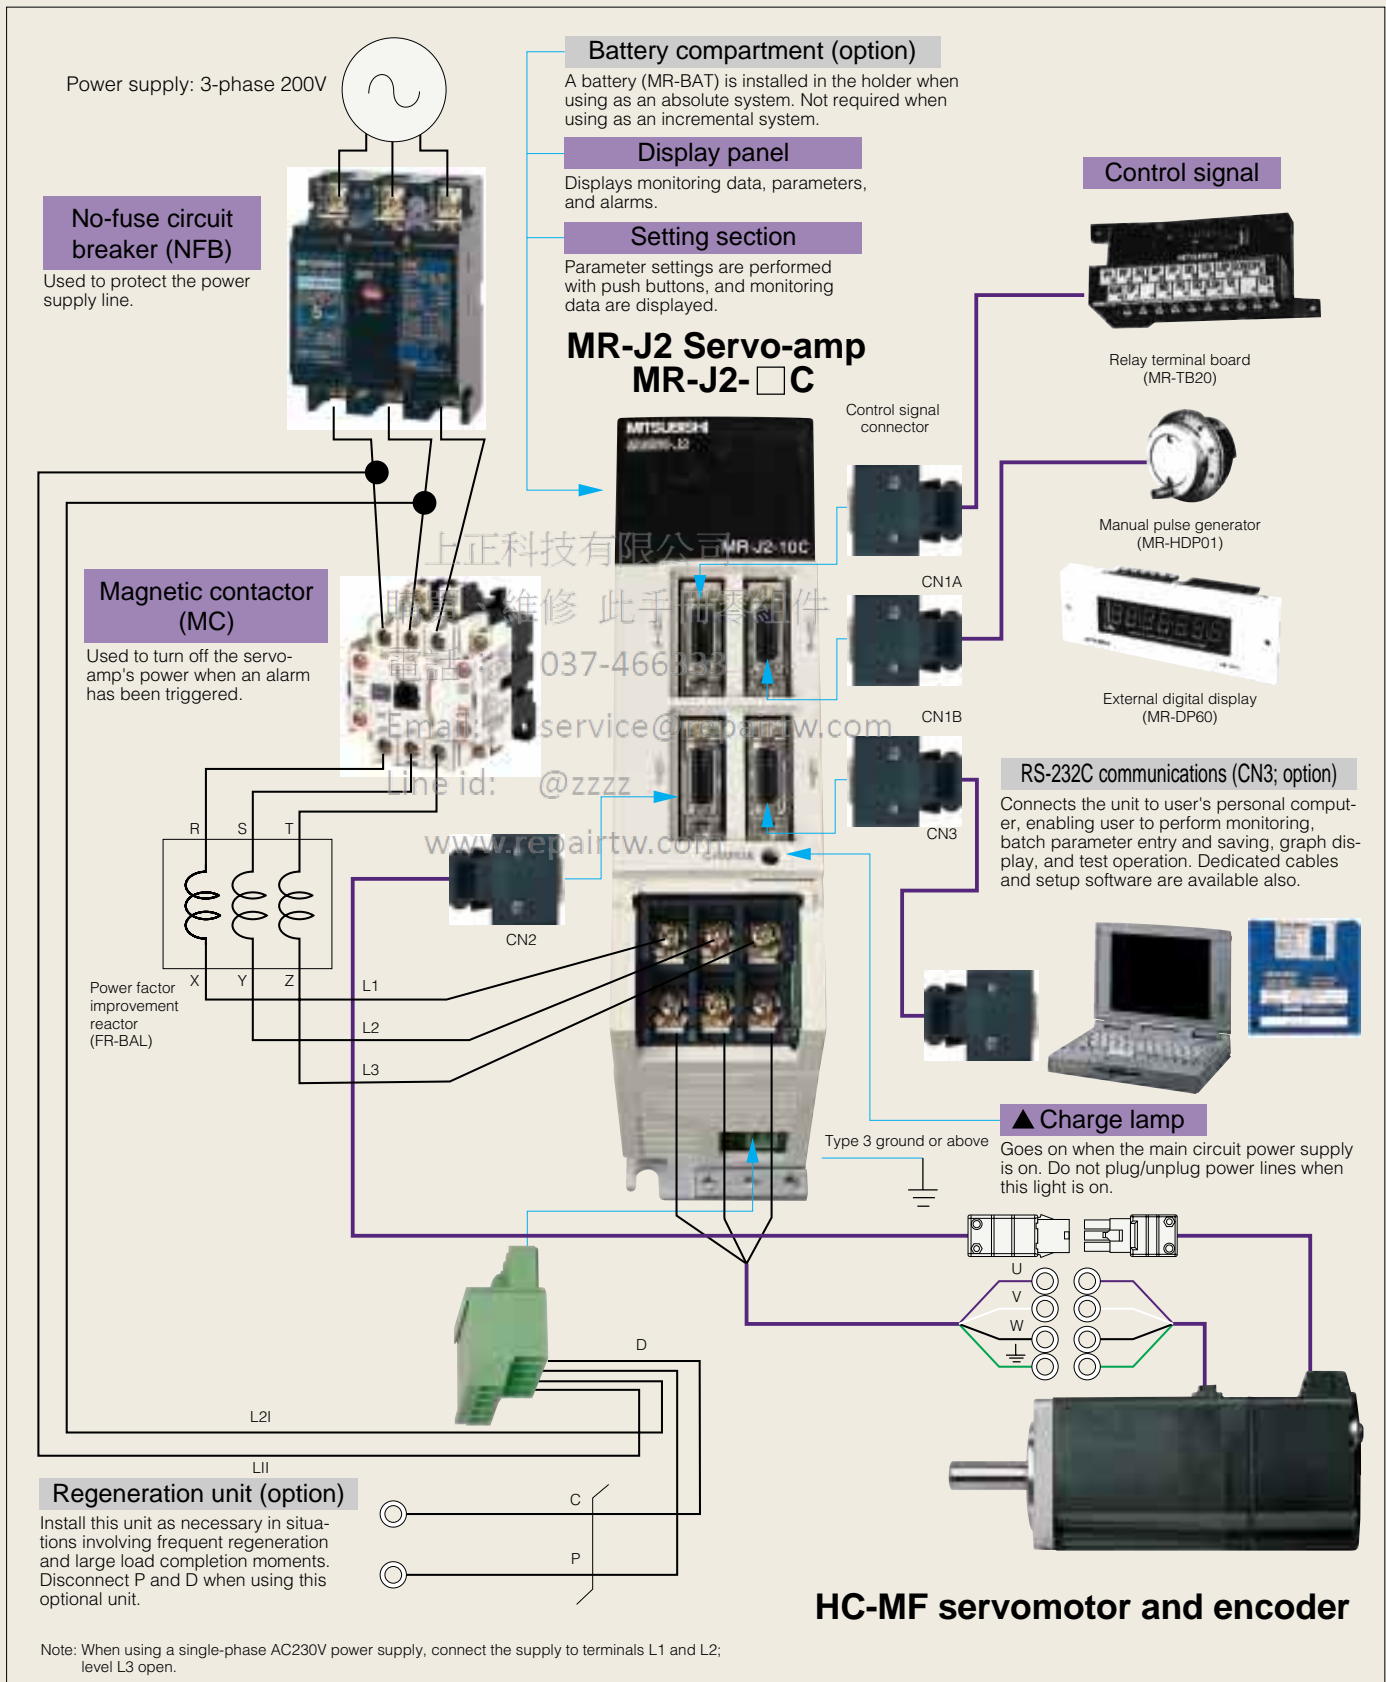 Power supply: 3-phase 200V
No-fuse circuit
breaker (NFB)
Used to protect the power
supply line.
Battery compartment (option)
A battery (MR-BAT) is installed in the holder when
using as an absolute system. Not required when
using as an incremental system.
Display panel
Displays monitoring data, parameters,
and alarms.
Setting section
Parameter settings are performed
with push buttons, and monitoring
data are displayed.
MR-J2 Servo-amp
MR-J2-□C
Control signal
Relay terminal board
(MR-TB20)
Control signal
connector
MITSUBISHI
MR-J2-10C
Manual pulse generator
(MR-HDP01)
CN1A
External digital display
(MR-DP60)
CN1B
Magnetic contactor
(MC)
Used to turn off the servo-
amp's power when an alarm
has been triggered.
上正科技有限公司
維修 此手冊零組件
電話: 037-466333
Email: service@repairtw.com
Line id: @zzzz
www.repairtw.com
RS-232C communications (CN3; option)
Connects the unit to user's personal comput-
er, enabling user to perform monitoring,
batch parameter entry and saving, graph dis-
play, and test operation. Dedicated cables
and setup software are available also.
CN3
R S T
CN2
X Y Z
Power factor
improvement
reactor
(FR-BAL)
L1
L2
L3
▲ Charge lamp
Goes on when the main circuit power supply
is on. Do not plug/unplug power lines when
this light is on.
Type 3 ground or above
U
V
W
D
L2I
LII
Regeneration unit (option)
Install this unit as necessary in situa-
tions involving frequent regeneration
and large load completion moments.
Disconnect P and D when using this
optional unit.
C
P
HC-MF servomotor and encoder
Note: When using a single-phase AC230V power supply, connect the supply to terminals L1 and L2;
level L3 open.